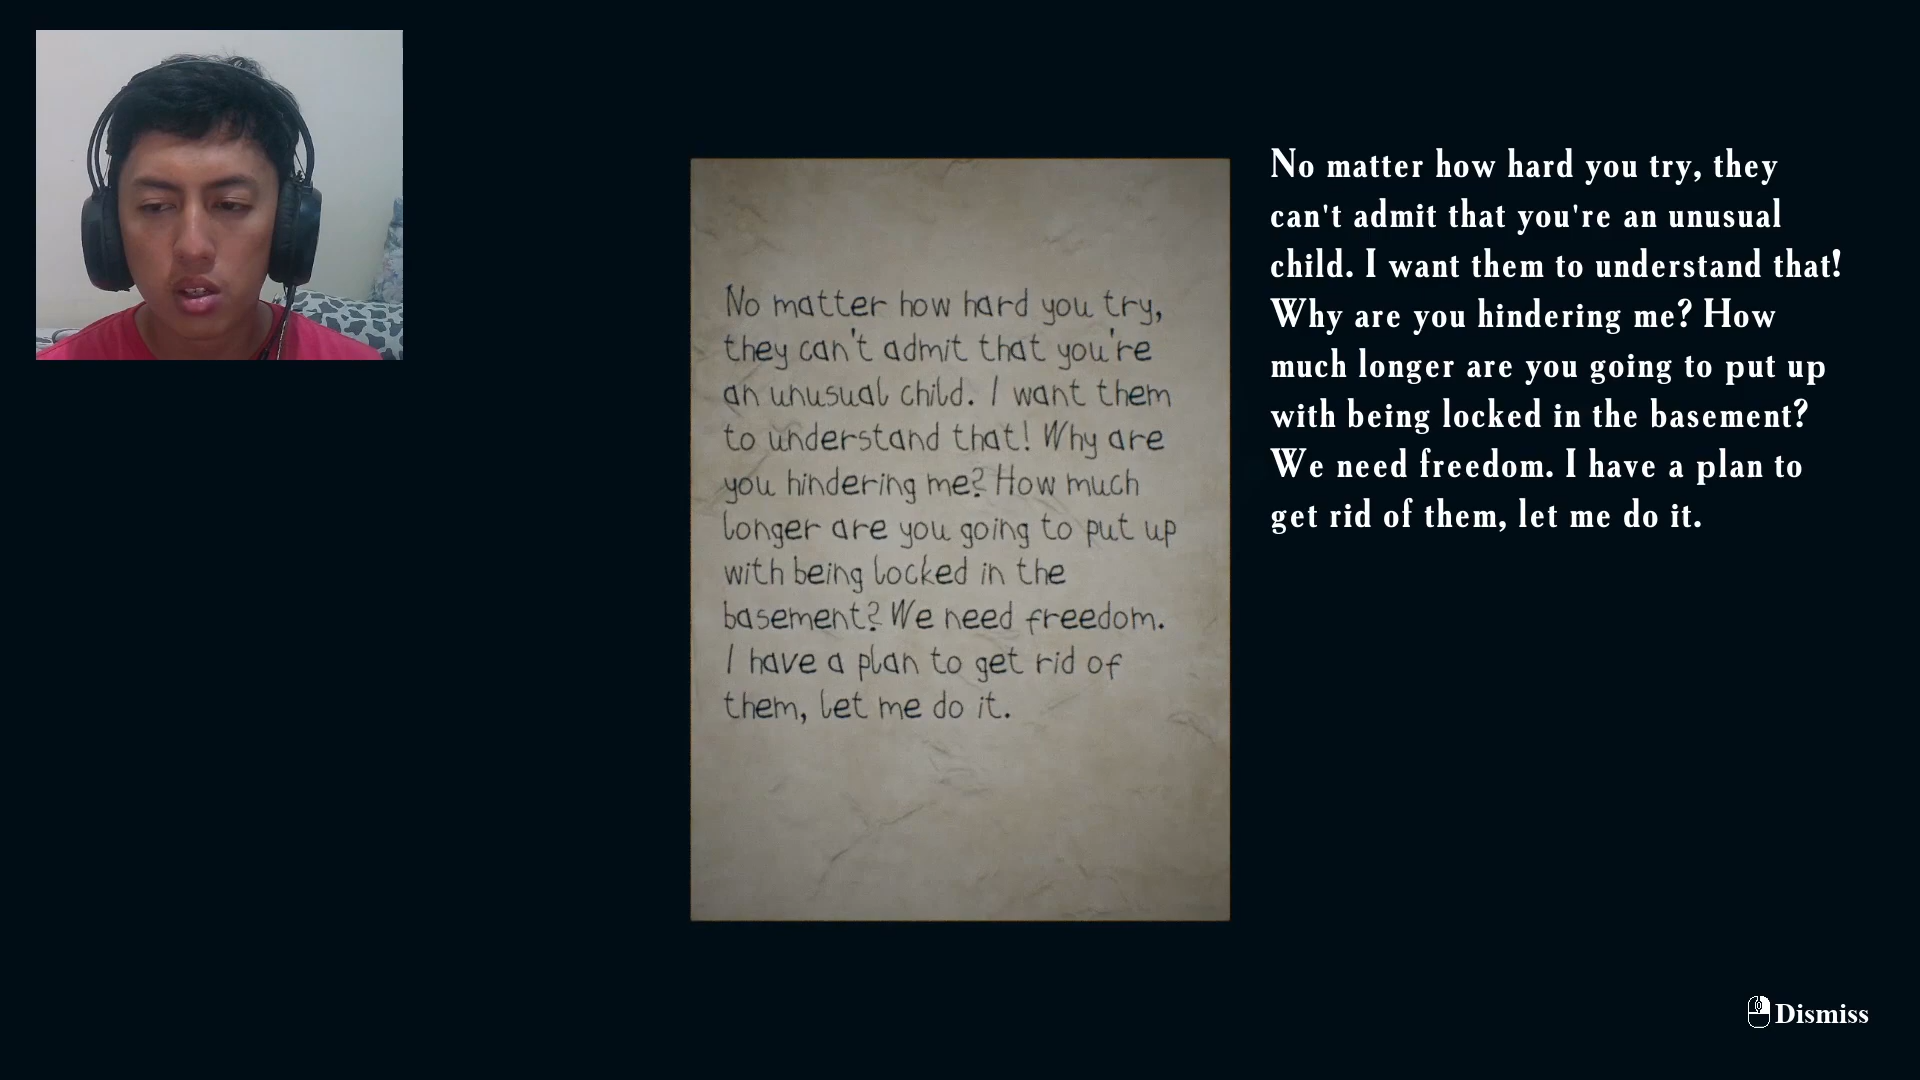 No matter how hard you try,
they can't admit that you're
an unusual child. I want them
to understand that! Why are
you hindering me? How much
longer are you going to put up
with being locked in the
basement? We need freedom.
I have a plan to get rid of
them, let me do it.
No matter how hard you try, they
can't admit that you're an unusual
child. I want them to understand that!
Why are you hindering me? How
much longer are you going to put up
with being locked in the basement?
We need freedom. I have a plan to
get rid of them, let me do it.
Dismiss